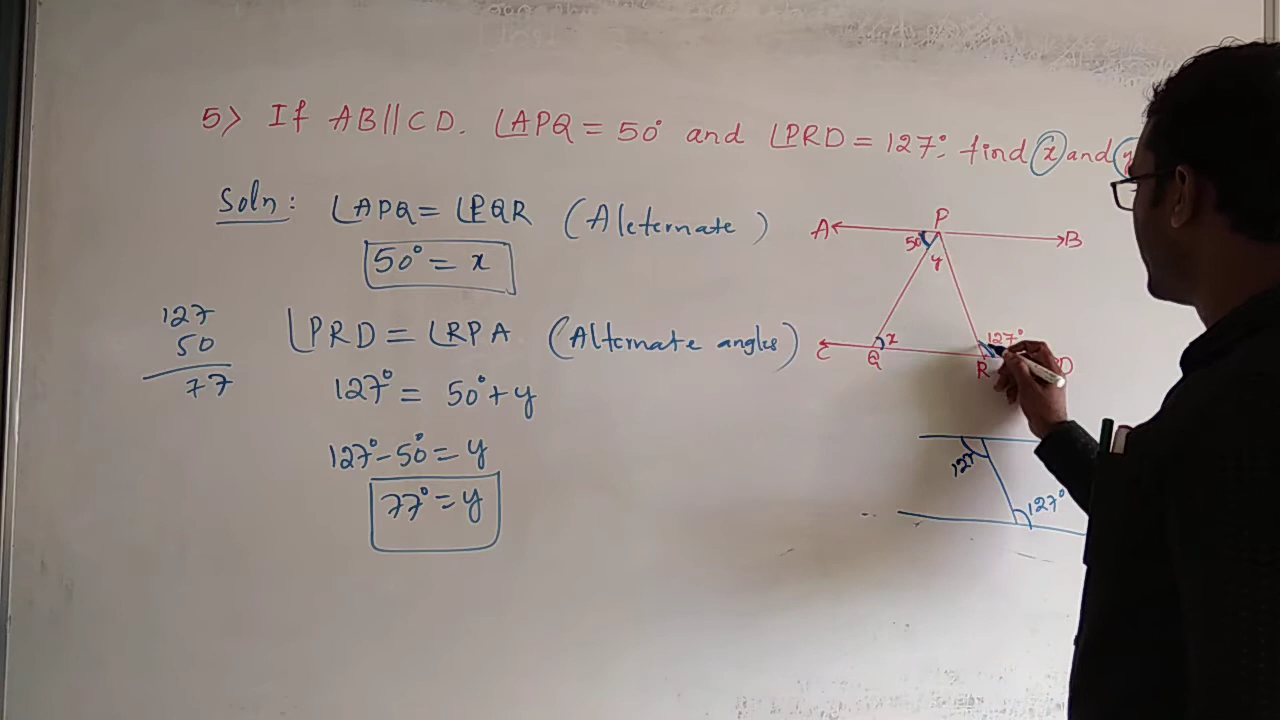 5> If AB||CD. ∠APQ = 50° and ∠PRD = 127°. find x and y
Soln: ∠APQ = ∠PQR (Aleternate)
50° = x
127
50
77
∠PRD = ∠RPA (Alternate angles)
127° = 50° + y
127° - 50° = y
77° = y
A P B
50°
y
C Q x R 127° D
127
127°